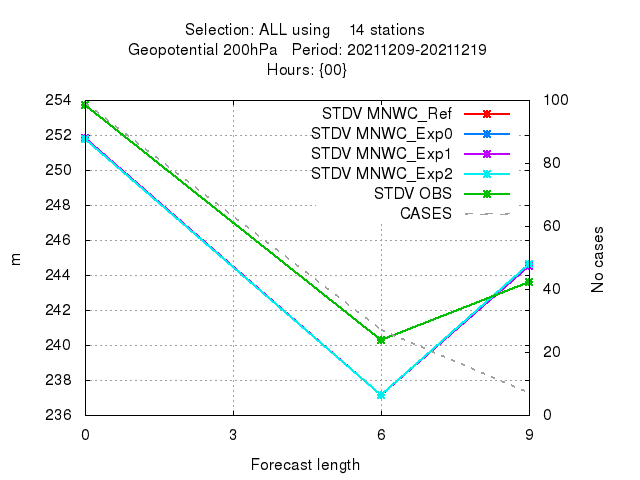 Selection: ALL using    14 stations
Geopotential 200hPa   Period: 20211209-20211219
Hours: {00}
STDV MNWC_Ref
STDV MNWC_Exp0
STDV MNWC_Exp1
STDV MNWC_Exp2
STDV OBS
CASES
254
252
250
248
246
244
242
240
238
236
m
100
80
60
40
20
0
No cases
0 3 6 9
Forecast length